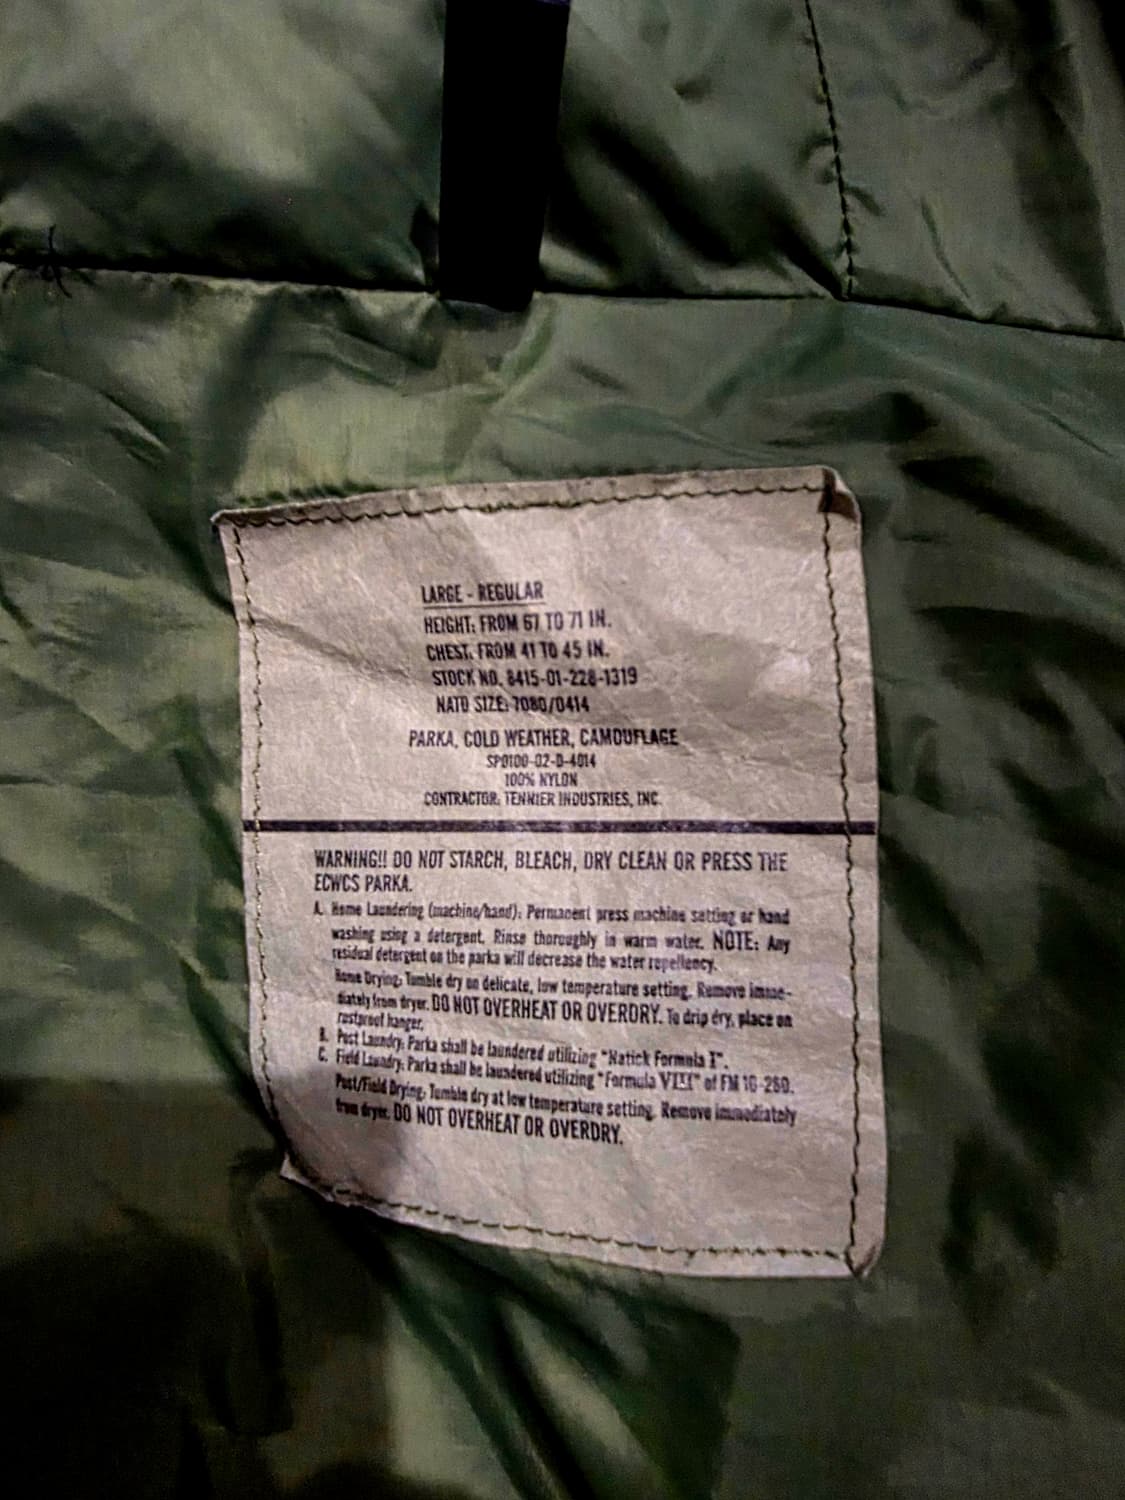 LARGE - REGULAR
HEIGHT: FROM 67 TO 71 IN.
CHEST: FROM 41 TO 45 IN.
STOCK NO. 8415-01-228-1319
NATO SIZE: 7080/0414
PARKA, COLD WEATHER, CAMOUFLAGE
SP0100-02-D-4014
100% NYLON
CONTRACTOR: TENNIER INDUSTRIES, INC.
WARNING!! DO NOT STARCH, BLEACH, DRY CLEAN OR PRESS THE
ECWCS PARKA.
A. Home Laundering (machine/hand): Permanent press machine setting or hand
washing using a detergent. Rinse thoroughly in warm water. NOTE: Any
residual detergent on the parka will decrease the water repellency.
Home Drying: Tumble dry on delicate, low temperature setting. Remove imme-
diately from dryer. DO NOT OVERHEAT OR OVERDRY. To drip dry, place on
rustproof hanger.
B. Post Laundry: Parka shall be laundered utilizing "Natick Formula I".
C. Field Laundry: Parka shall be laundered utilizing "Formula VIII" of FM 10-280.
Post/Field Drying: Tumble dry at low temperature setting. Remove immediately
from dryer. DO NOT OVERHEAT OR OVERDRY.